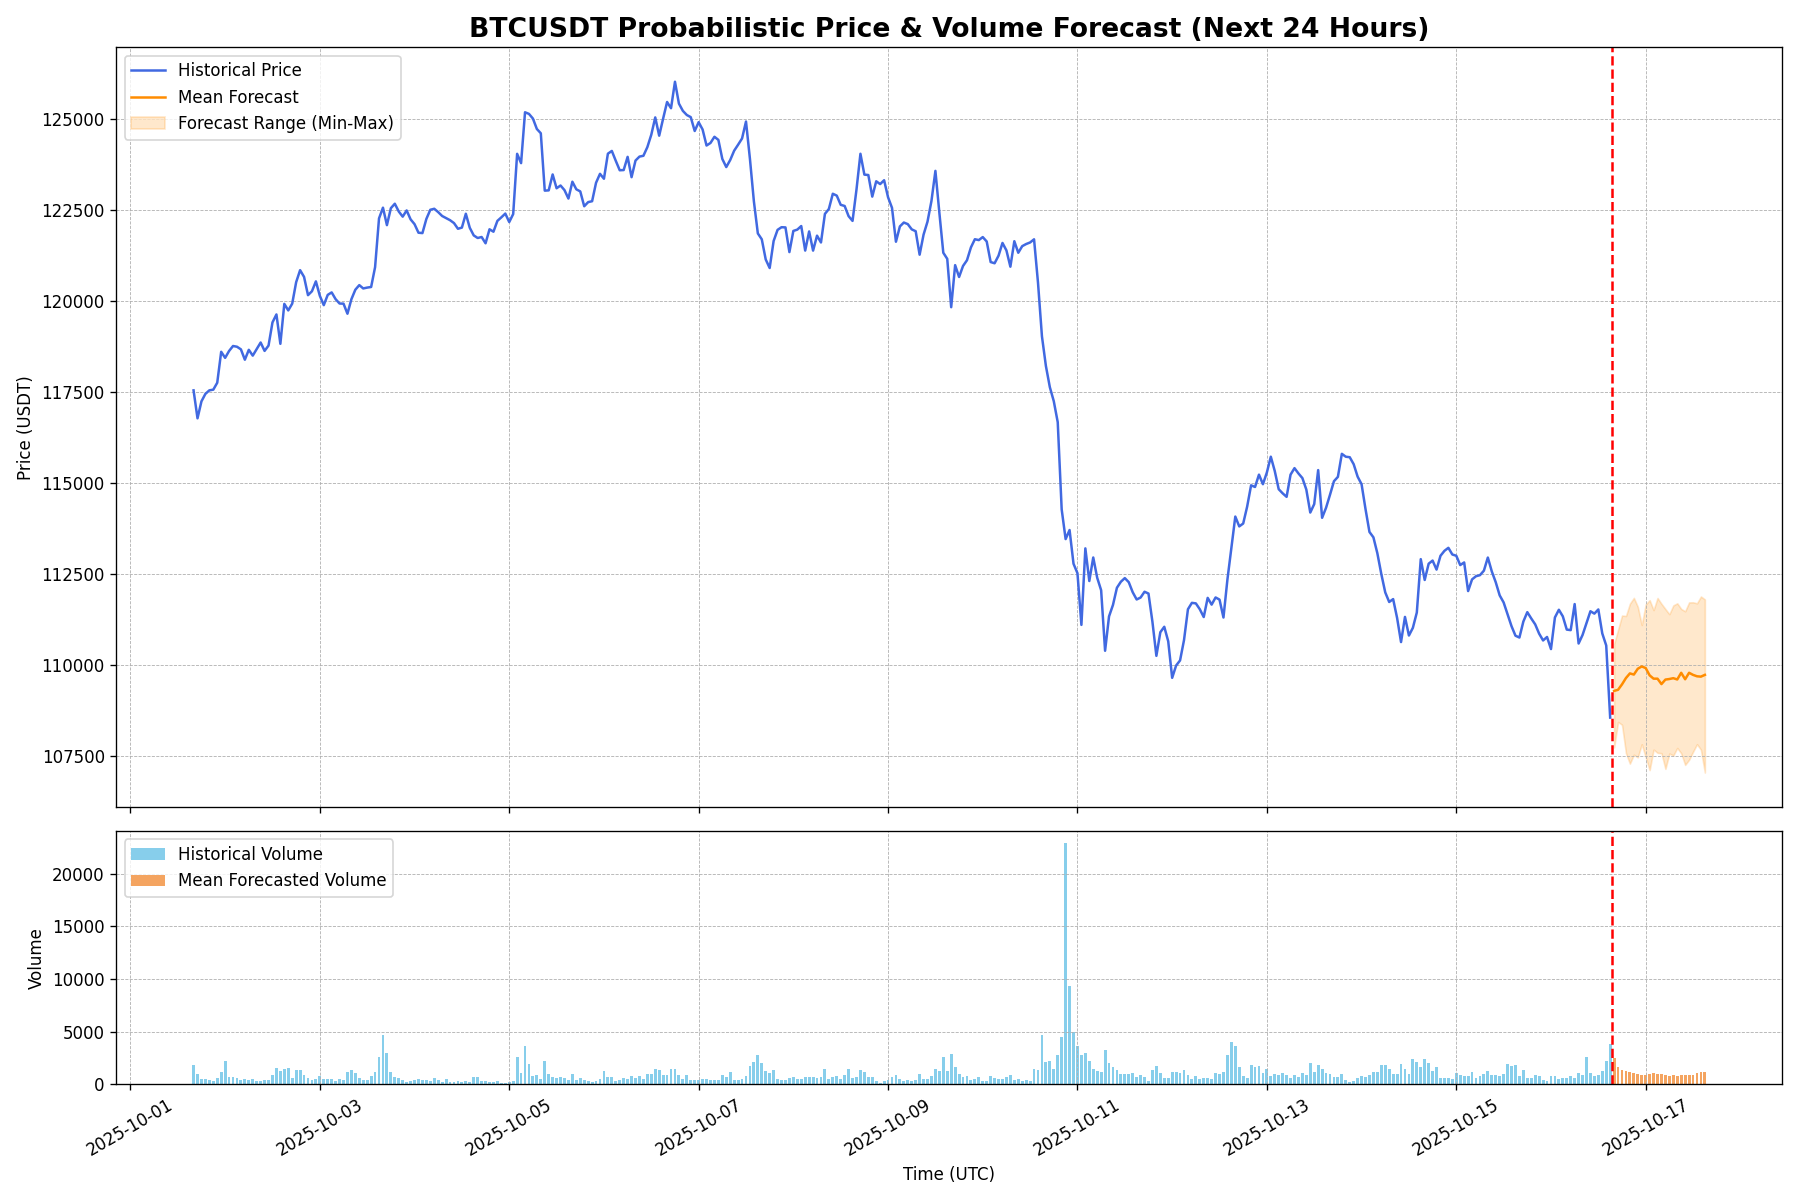 BTCUSDT Probabilistic Price & Volume Forecast (Next 24 Hours)
Historical Price
Mean Forecast
Forecast Range (Min-Max)
125000
122500
120000
117500
115000
112500
110000
107500
Price (USDT)
Historical Volume
Mean Forecasted Volume
20000
15000
10000
5000
0
Volume
2025-10-01
2025-10-03
2025-10-05
2025-10-07
2025-10-09
2025-10-11
2025-10-13
2025-10-15
2025-10-17
Time (UTC)